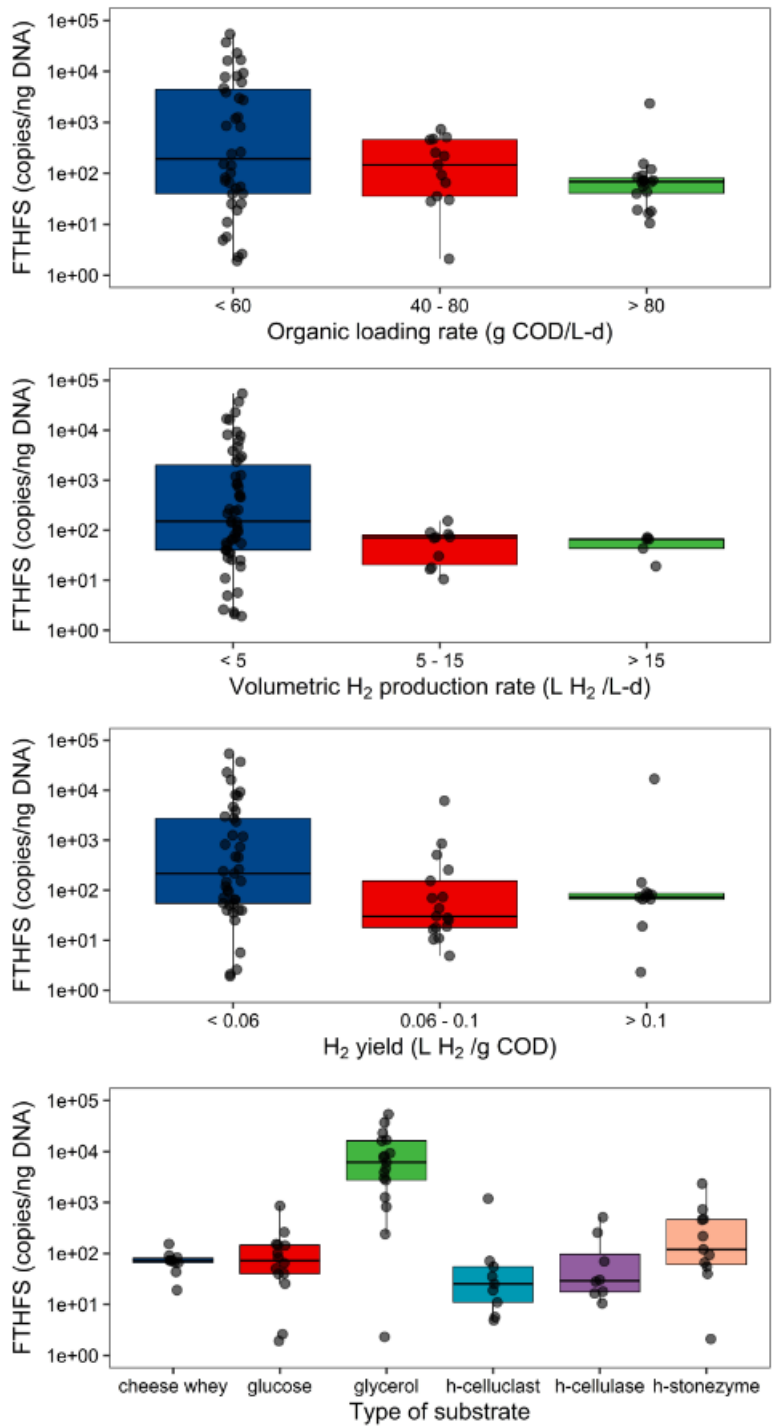 FTHFS (copies/ng DNA)
1e+05
1e+04
1e+03
1e+02
1e+01
1e+00
< 60 40 - 80 > 80
Organic loading rate (g COD/L-d)
FTHFS (copies/ng DNA)
1e+05
1e+04
1e+03
1e+02
1e+01
1e+00
< 5 5 - 15 > 15
Volumetric H₂ production rate (L H₂ /L-d)
FTHFS (copies/ng DNA)
1e+05
1e+04
1e+03
1e+02
1e+01
1e+00
< 0.06 0.06 - 0.1 > 0.1
H₂ yield (L H₂ /g COD)
FTHFS (copies/ng DNA)
1e+05
1e+04
1e+03
1e+02
1e+01
1e+00
cheese whey glucose glycerol h-celluclast h-cellulase h-stonezyme
Type of substrate